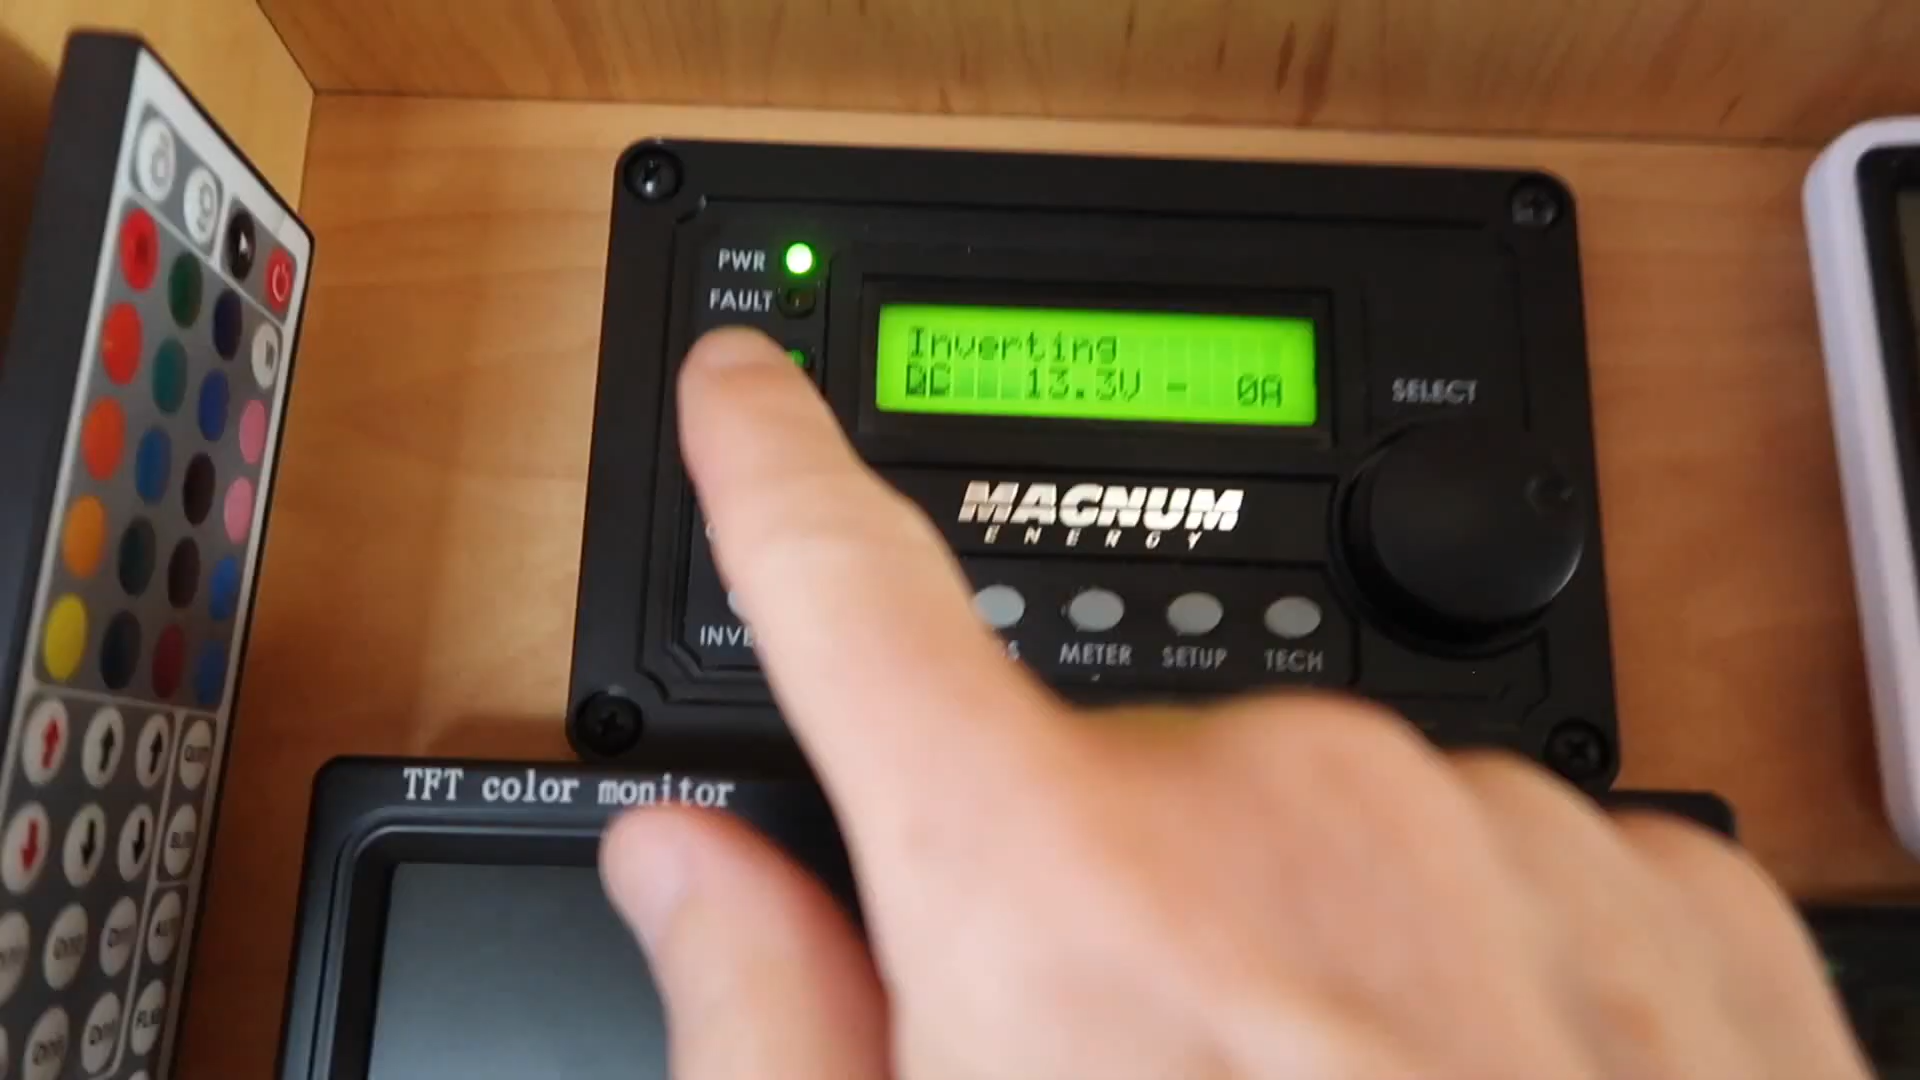 PWR
FAULT
Inverting
DC 13.3V - 0A
SELECT
MAGNUM
ENERGY
METER
SETUP
TECH
TFT color monitor